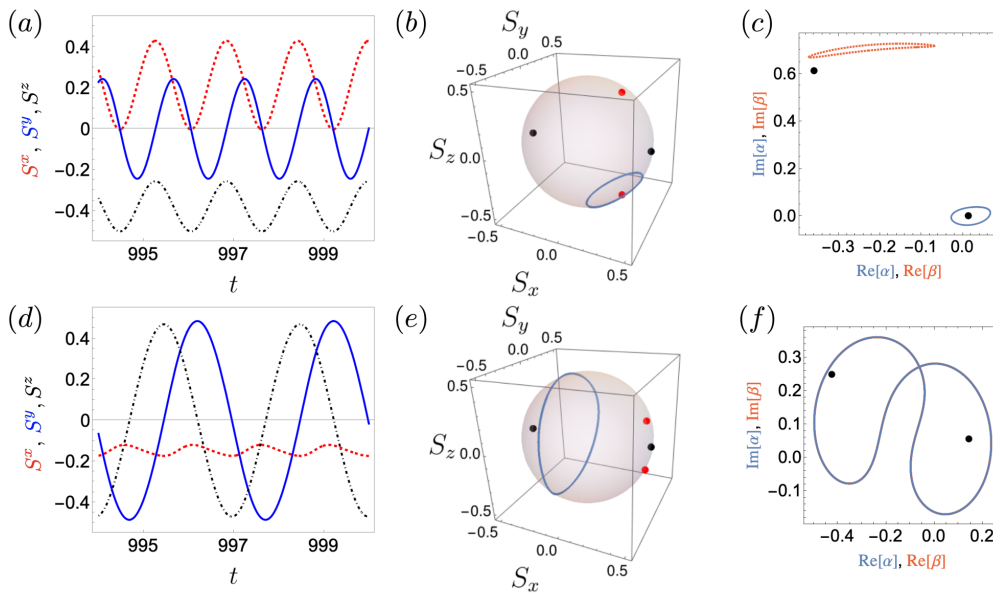 (a)
0.4
0.2
0
-0.2
-0.4
S^x, S^y, S^z
995
997
999
t
(b)
S_y
0.0
0.5
-0.5
0.5
S_z
0.0
-0.5
-0.5
0.0
S_x
0.5
(c)
0.6
0.4
0.2
0.0
Im[α], Im[β]
-0.3
-0.2
-0.1
0.0
Re[α], Re[β]
(d)
0.4
0.2
0
-0.2
-0.4
S^x, S^y, S^z
995
997
999
t
(e)
S_y
0.0
0.5
-0.5
0.5
S_z
0.0
-0.5
-0.5
0.0
S_x
0.5
(f)
0.3
0.2
0.1
0.0
-0.1
Im[α], Im[β]
-0.4
-0.2
0.0
0.2
Re[α], Re[β]